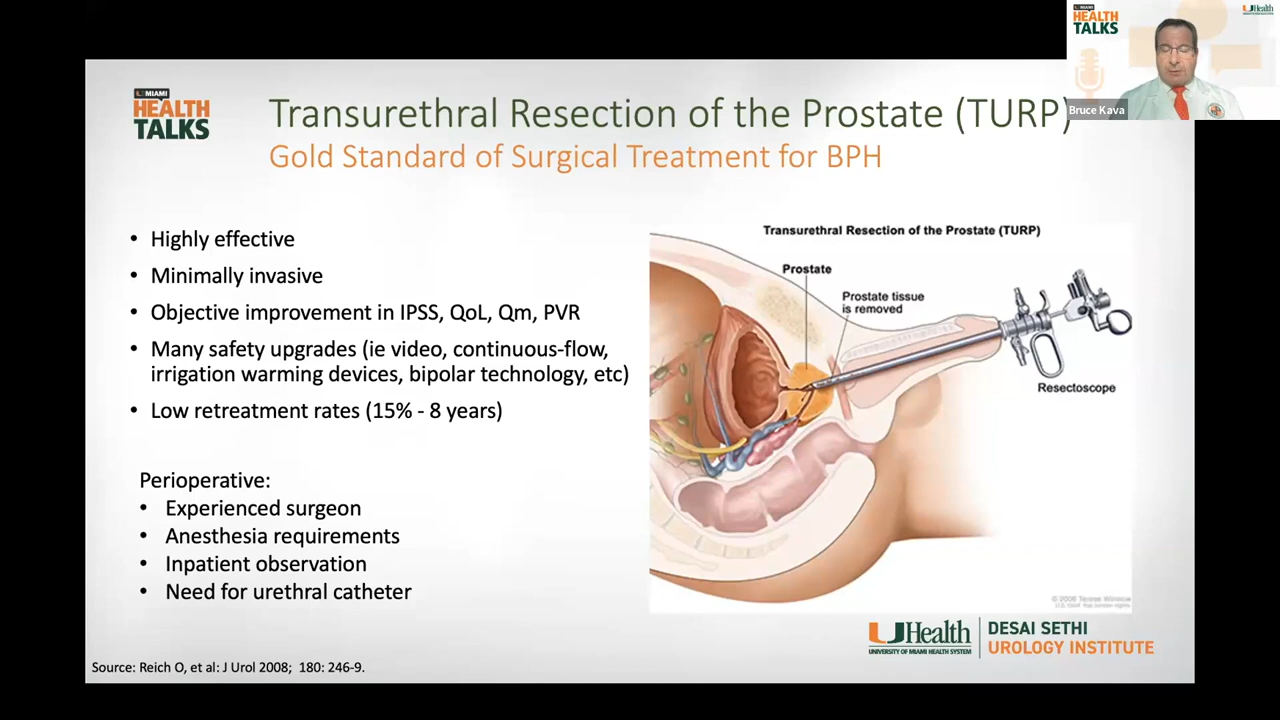 U MIAMI
HEALTH
TALKS
Transurethral Resection of the Prostate (TURP)
Gold Standard of Surgical Treatment for BPH
• Highly effective
• Minimally invasive
• Objective improvement in IPSS, QoL, Qm, PVR
• Many safety upgrades (ie video, continuous-flow,
irrigation warming devices, bipolar technology, etc)
• Low retreatment rates (15% - 8 years)
Perioperative:
• Experienced surgeon
• Anesthesia requirements
• Inpatient observation
• Need for urethral catheter
Transurethral Resection of the Prostate (TURP)
Prostate
Prostate tissue
is removed
Resectoscope
UHealth
UNIVERSITY OF MIAMI HEALTH SYSTEM
DESAI SETHI
UROLOGY INSTITUTE
Source: Reich O, et al: J Urol 2008; 180: 246-9.
HEALTH
TALKS
UHealth
Bruce Kava